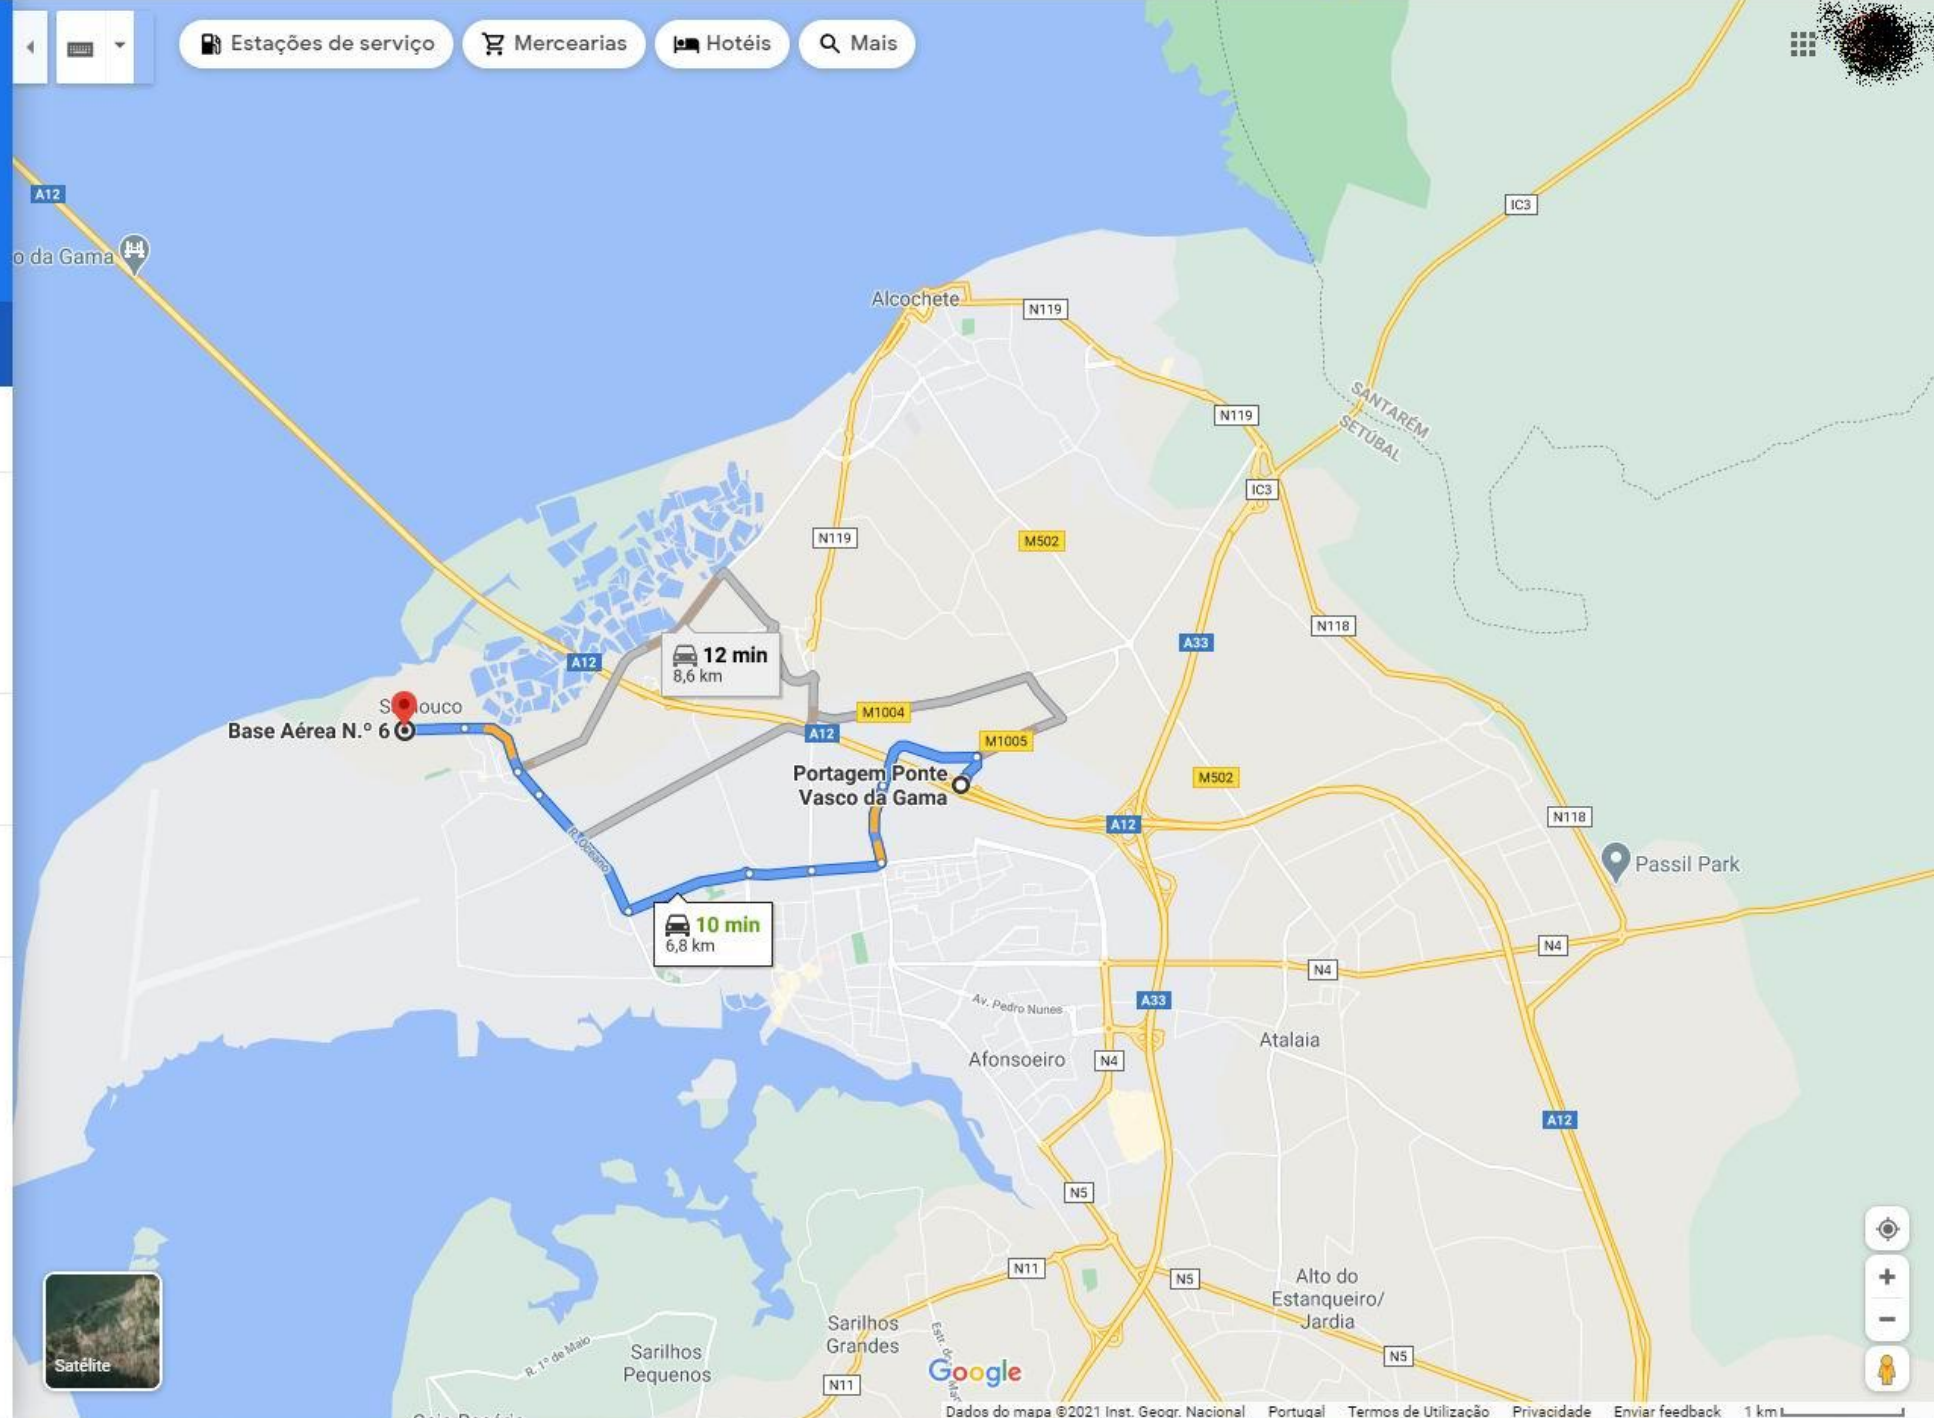 Estações de serviço
Mercearias
Hotéis
Mais
A12
o da Gama
IC3
Alcochete
N119
SANTARÉM
SETÚBAL
N119
IC3
N119
M502
N118
A33
A12
12 min
8,6 km
Base Aérea N.º 6
M1004
A12
M1005
Portagem Ponte
Vasco da Gama
M502
A12
N118
Passil Park
R. Oceano
10 min
6,8 km
N4
N4
A33
Av. Pedro Nunes
Atalaia
Afonsoeiro
N4
A12
N5
N11
N5
Alto do
Estanqueiro/
Jardia
Sarilhos
Grandes
R. 1º de Maio
Sarilhos
Pequenos
N5
N11
Satélite
Google
Dados do mapa ©2021 Inst. Geogr. Nacional
Portugal
Termos de Utilização
Privacidade
Enviar feedback
1 km